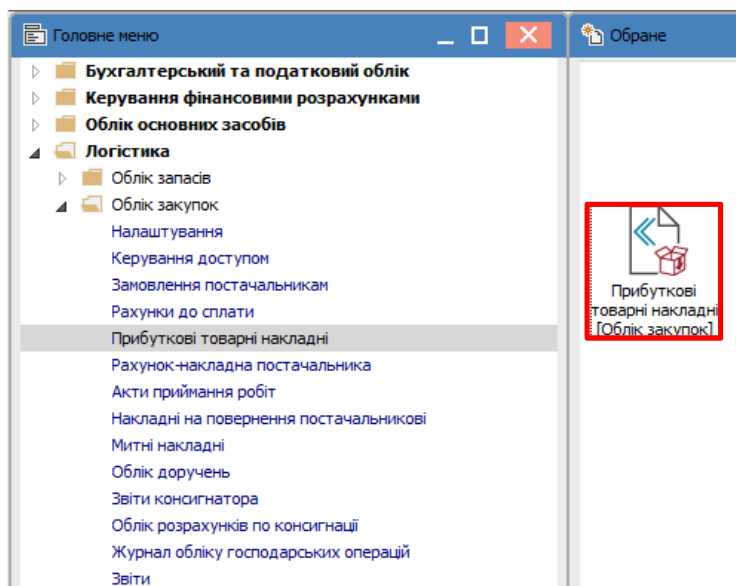 Головне меню
Бухгалтерський та податковий облік
Керування фінансовими розрахунками
Облік основних засобів
Логістика
Облік запасів
Облік закупок
Налаштування
Керування доступом
Замовлення постачальникам
Рахунки до сплати
Прибуткові товарні накладні
Рахунок-накладна постачальника
Акти приймання робіт
Накладні на повернення постачальникові
Митні накладні
Облік доручень
Звіти консигнатора
Облік розрахунків по консигнації
Журнал обліку господарських операцій
Звіти
Обране
Прибуткові
товарні накладні
[Облік закупок]